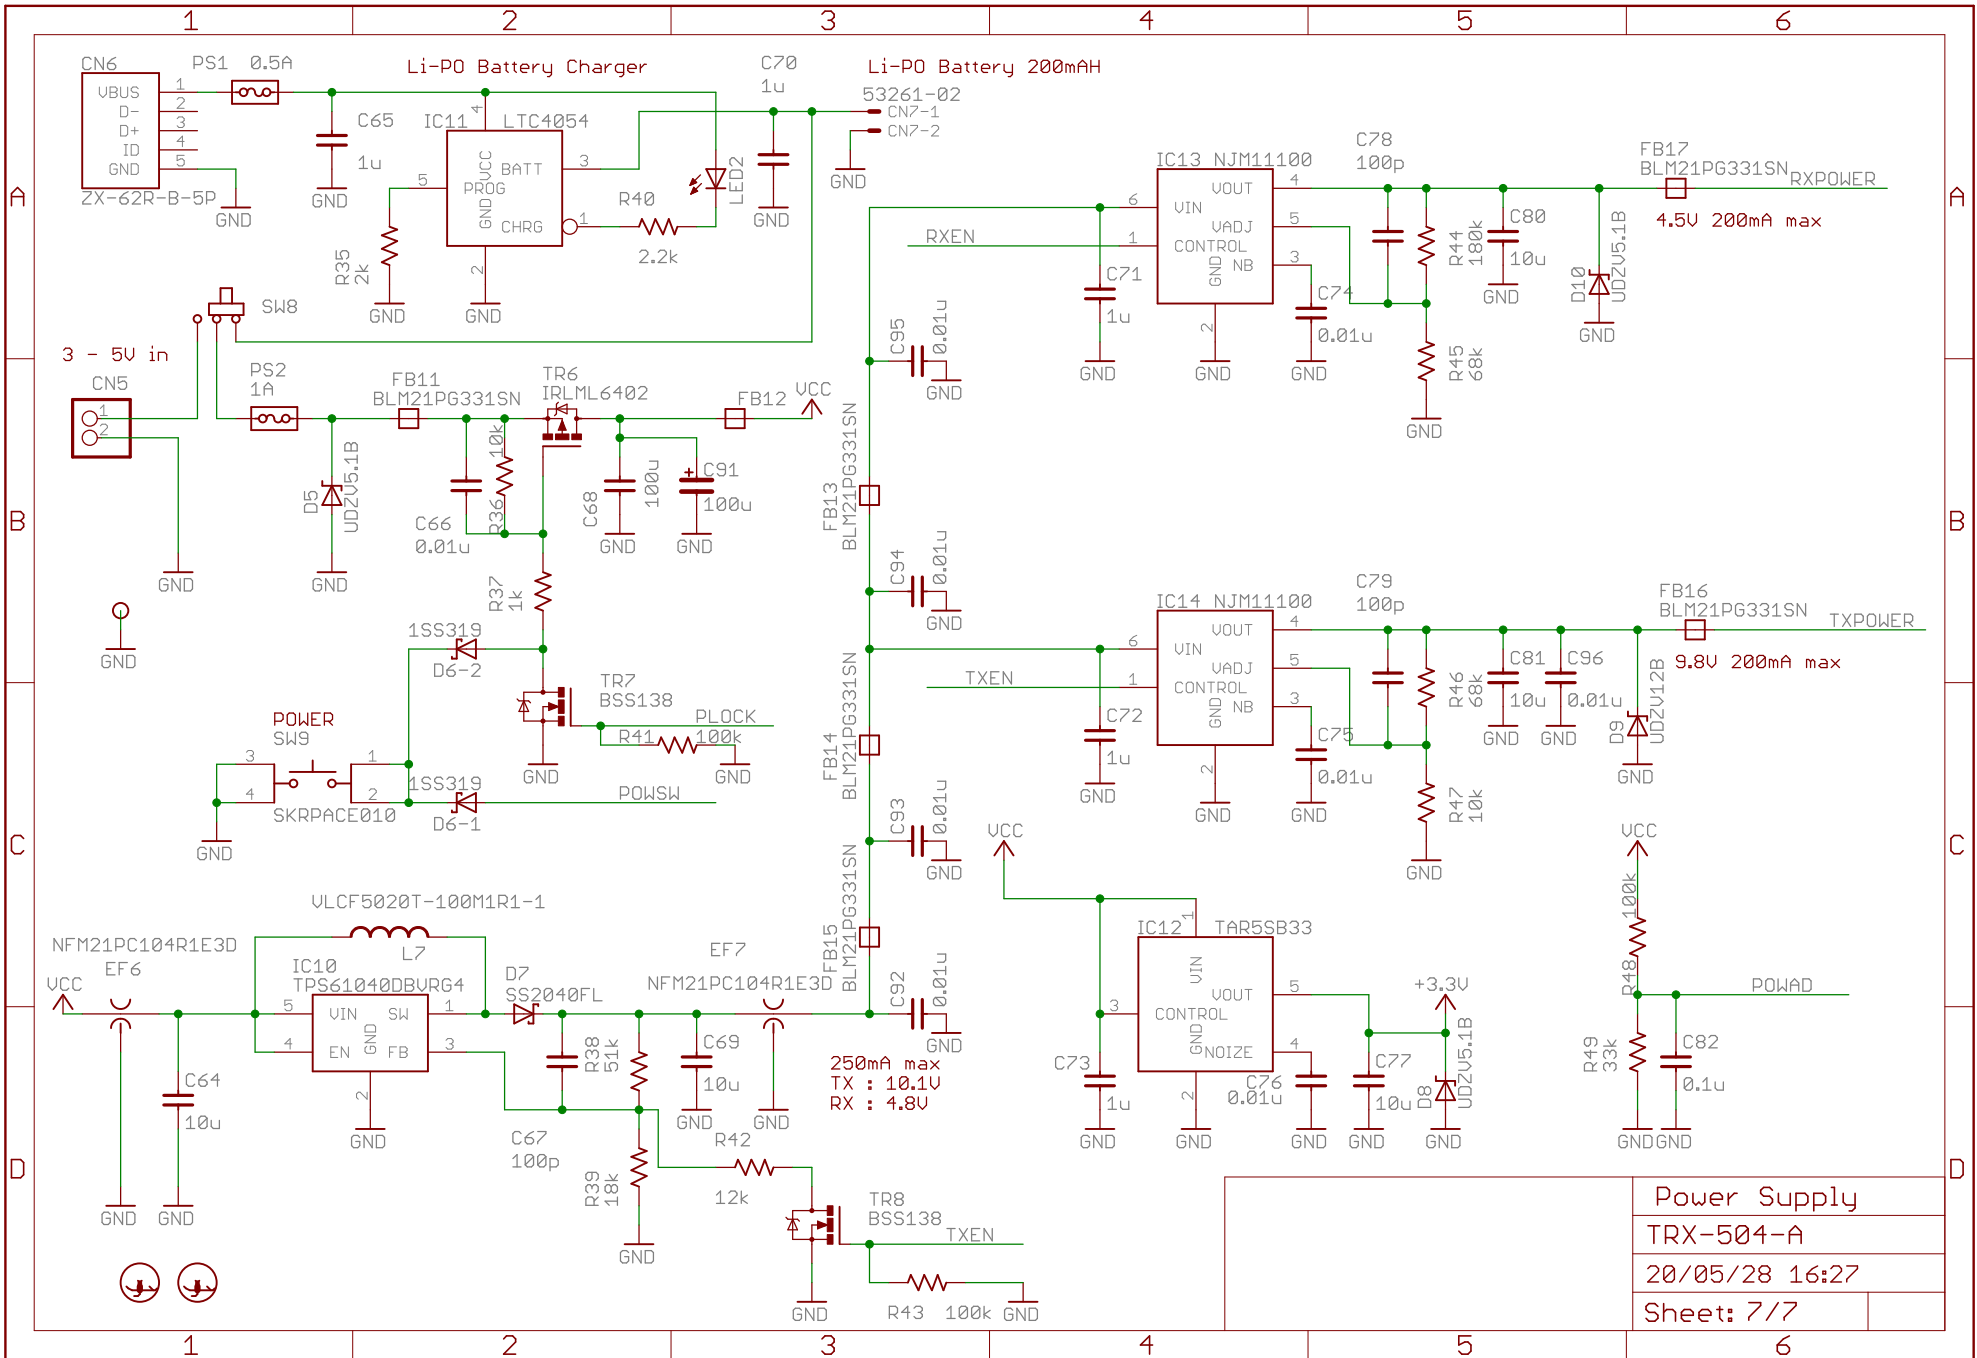 1 2 3 4 5 6
A
B
C
D
A
B
C
D
1 2 3 4 5 6
CN6
PS1 0.5A
VBUS 1
D- 2
D+ 3
ID 4
GND 5
ZX-62R-B-5P
GND
Li-PO Battery Charger
C65
1u
GND
IC11 LTC4054
4
VCC
BATT 3
5 PROG
GND
CHRG 1
2
GND
R35
2k
GND
R40
2.2k
LED2
C70
1u
GND
Li-PO Battery 200mAH
53261-02
CN7-1
CN7-2
GND
SW8
3 - 5V in
CN5
1
2
GND
GND
PS2
1A
D5
UDZV5.1B
GND
FB11
BLM21PG331SN
C66
0.01u
R36
10k
TR6
IRLML6402
C68
100u
GND
C91
100u
GND
FB12
VCC
R37
1k
1SS319
D6-2
TR7
BSS138
GND
PLOCK
R41 100k
GND
POWER
SW9
3 1
4 2
SKRPACE010
GND
1SS319
D6-1
POWSW
VLCF5020T-100M1R1-1
L7
NFM21PC104R1E3D
EF6
VCC
GND
C64
10u
GND
IC10
TPS61040DBVRG4
5 VIN SW 1
4 EN FB 3
GND
2
GND
D7
SS2040FL
C67
100p
R38
51k
R39
18k
GND
C69
10u
GND
EF7
NFM21PC104R1E3D
GND
R42
12k
TR8
BSS138
GND
TXEN
R43 100k
GND
250mA max
TX : 10.1V
RX : 4.8V
C92
0.01u
GND
FB15
BLM21PG331SN
C93
0.01u
GND
FB14
BLM21PG331SN
C94
0.01u
GND
FB13
BLM21PG331SN
C95
0.01u
GND
RXEN
C71
1u
GND
IC13 NJM11100
6 VIN VOUT 4
VADJ 5
1 CONTROL
GND
NB 3
2
GND
C74
0.01u
GND
C78
100p
R44
180k
R45
68k
GND
C80
10u
GND
D10
UDZV5.1B
GND
FB17
BLM21PG331SN
RXPOWER
4.5V 200mA max
TXEN
C72
1u
GND
IC14 NJM11100
6 VIN VOUT 4
VADJ 5
1 CONTROL
GND
NB 3
2
GND
C75
0.01u
GND
C79
100p
R46
68k
R47
10k
GND
C81
10u
GND
C96
0.01u
GND
D9
UDZV12B
GND
FB16
BLM21PG331SN
TXPOWER
9.8V 200mA max
VCC
C73
1u
GND
IC12 TAR5SB33
1
VIN
VOUT 5
3 CONTROL
GND
NOIZE 4
2
GND
C76
0.01u
GND
C77
10u
GND
+3.3V
D8
UDZV5.1B
GND
VCC
R48
100k
POWAD
R49
33k
GND
C82
0.1u
GND
Power Supply
TRX-504-A
20/05/28 16:27
Sheet: 7/7